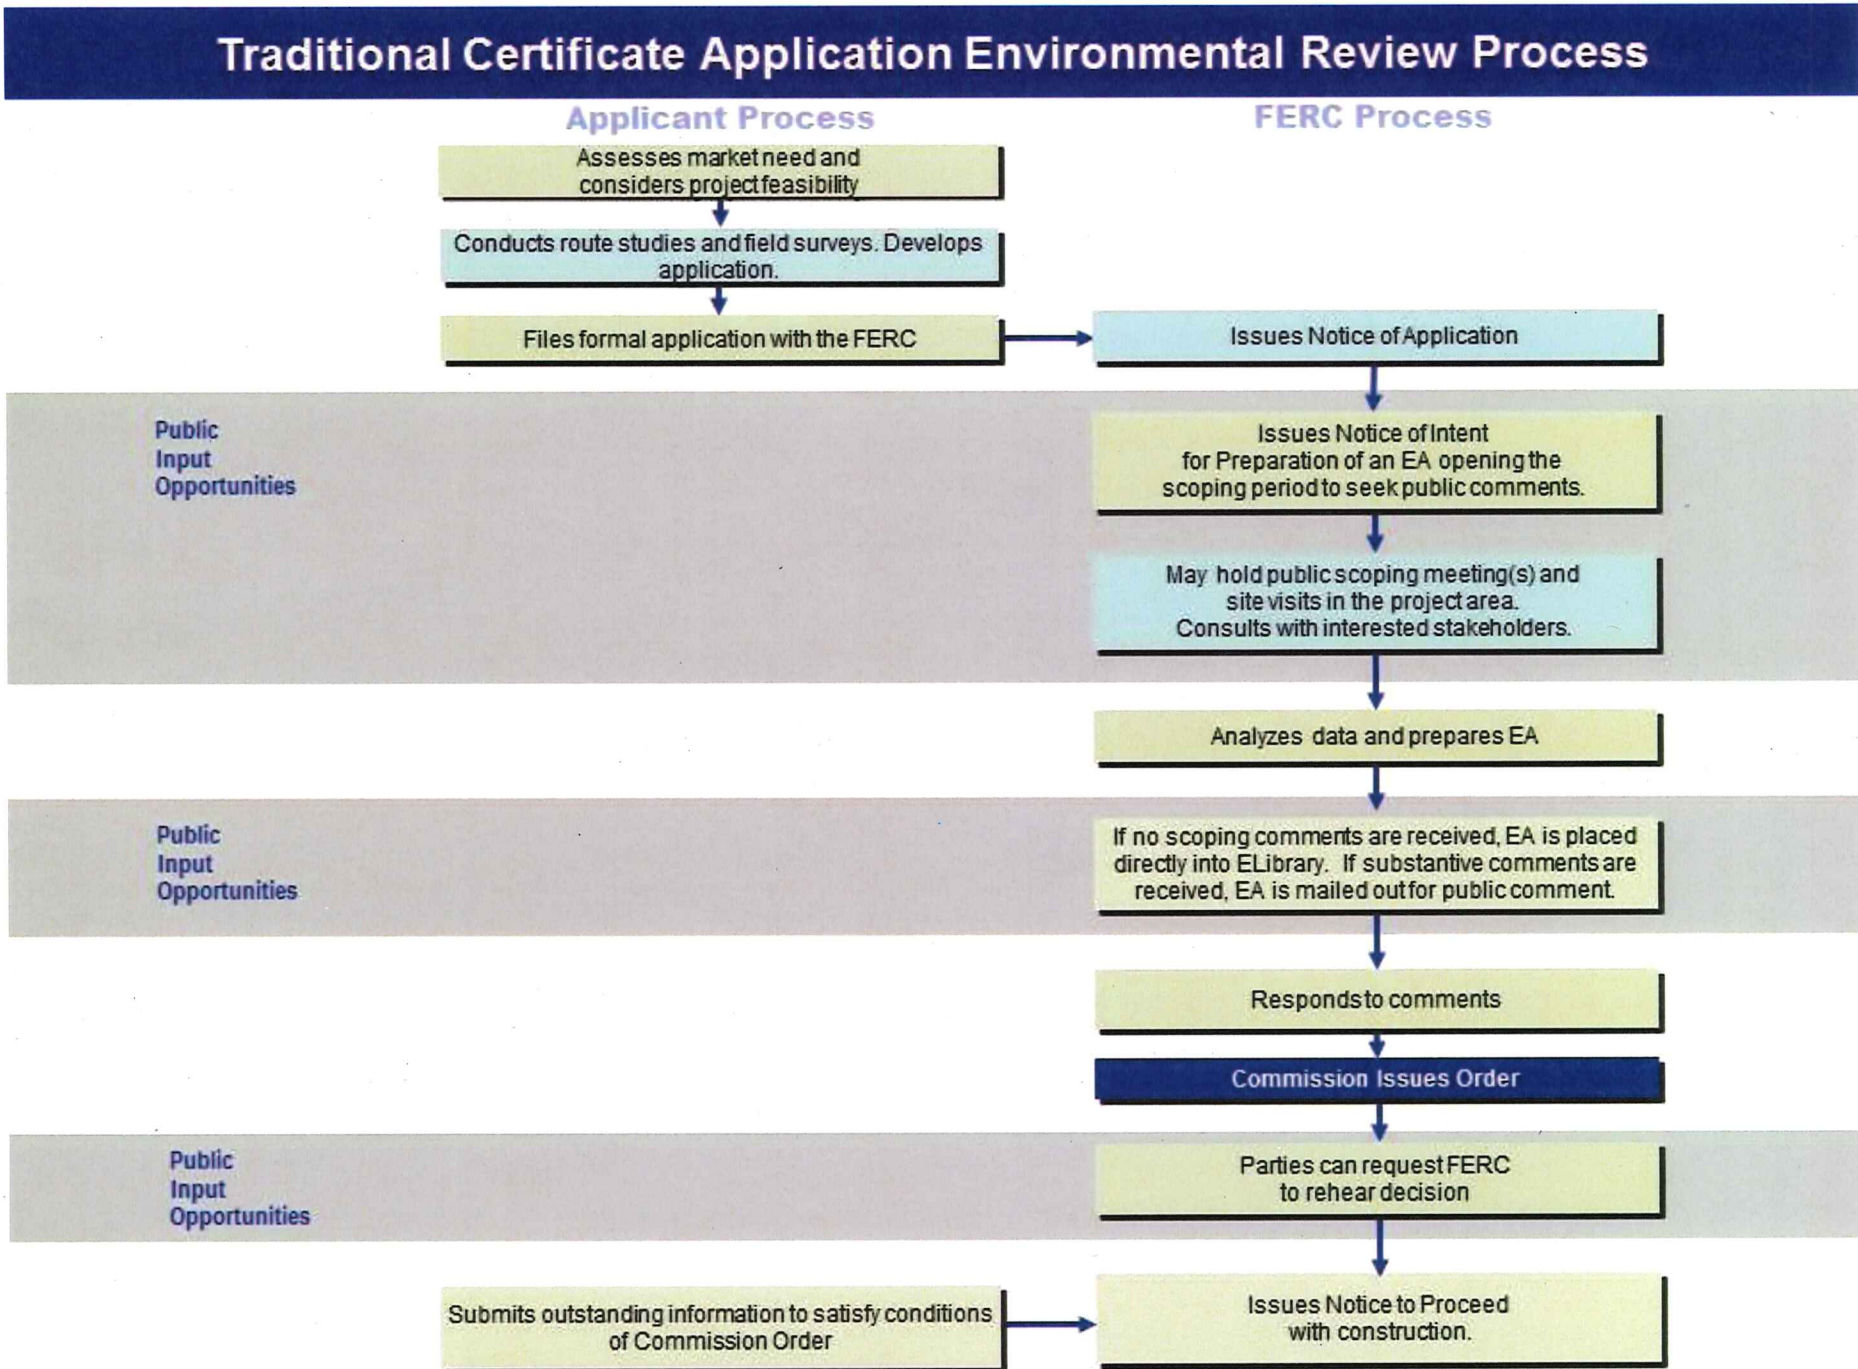 Traditional Certificate Application Environmental Review Process
Applicant Process
FERC Process
Assesses market need and
considers project feasibility
Conducts route studies and field surveys. Develops
application.
Files formal application with the FERC
Issues Notice of Application
Public
Input
Opportunities
Issues Notice of Intent
for Preparation of an EA opening the
scoping period to seek public comments.
May hold public scoping meeting(s) and
site visits in the project area.
Consults with interested stakeholders.
Analyzes data and prepares EA
Public
Input
Opportunities
If no scoping comments are received, EA is placed
directly into ELibrary. If substantive comments are
received, EA is mailed out for public comment.
Responds to comments
Commission Issues Order
Public
Input
Opportunities
Parties can request FERC
to rehear decision
Submits outstanding information to satisfy conditions
of Commission Order
Issues Notice to Proceed
with construction.